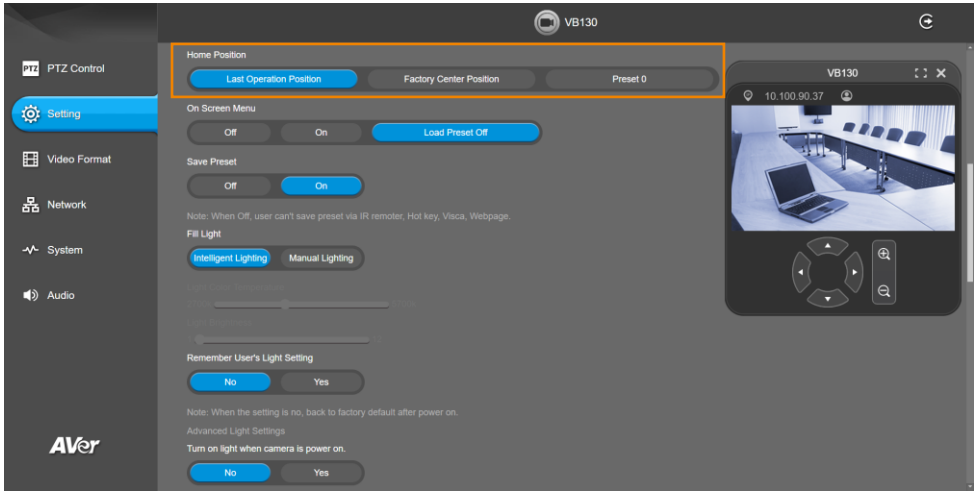 VB130
PTZ PTZ Control
Setting
Video Format
Network
System
Audio
AVer
Home Position
Last Operation Position Factory Center Position Preset 0
On Screen Menu
Off On Load Preset Off
Save Preset
Off On
Note: When Off, user can't save preset via IR remoter, Hot key, Visca, Webpage.
Fill Light
Intelligent Lighting Manual Lighting
Remember User's Light Setting
No Yes
Note: When the setting is no, back to factory default after power on.
Advanced Light Settings
Turn on light when camera is power on.
No Yes
VB130
10.100.90.37